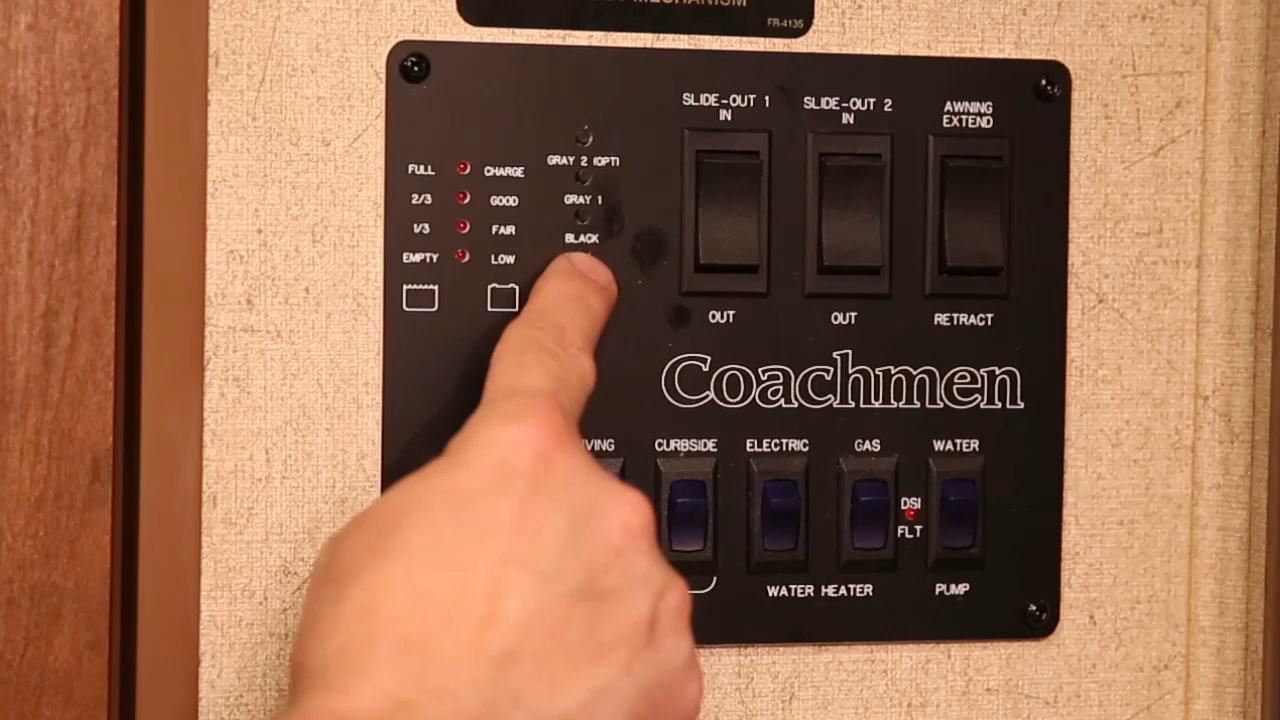 MECHANISM
FR-4135
SLIDE-OUT 1
IN
SLIDE-OUT 2
IN
AWNING
EXTEND
FULL CHARGE
2/3 GOOD
1/3 FAIR
EMPTY LOW
GRAY 2 (OPT)
GRAY 1
BLACK
OUT
OUT
RETRACT
Coachmen
CURBSIDE
ELECTRIC
GAS
WATER
DSI
FLT
WATER HEATER
PUMP